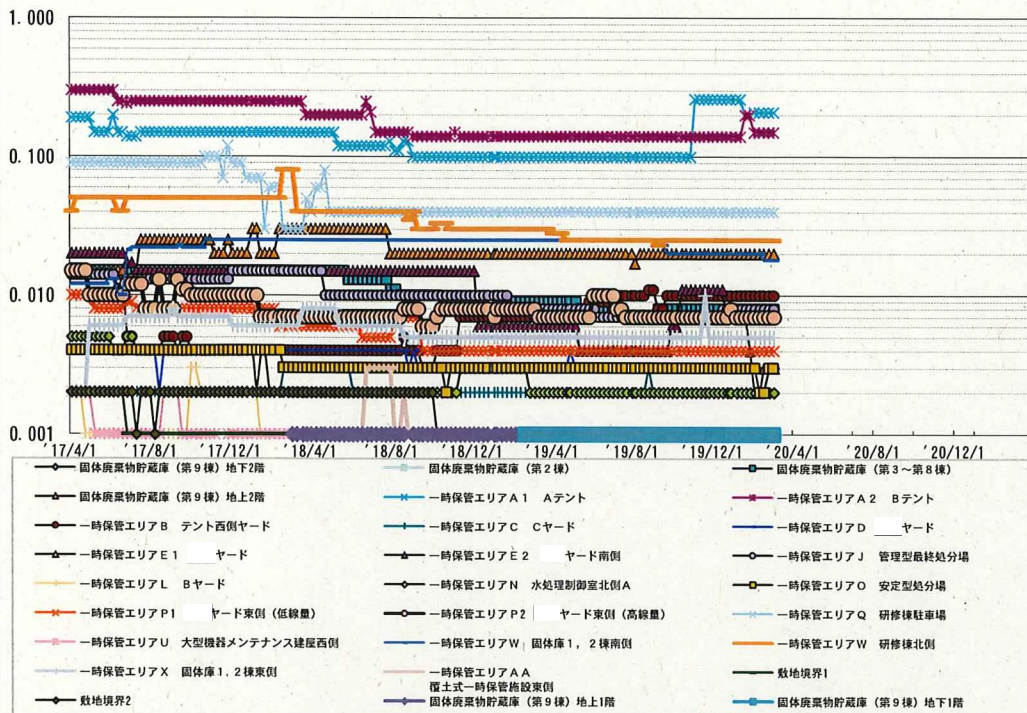 1.000
0.100
0.010
0.001
'17/4/1 '17/8/1 '17/12/1 '18/4/1 '18/8/1 '18/12/1 '19/4/1 '19/8/1 '19/12/1 '20/4/1 '20/8/1 '20/12/1
固体廃棄物貯蔵庫（第9棟）地下2階 固体廃棄物貯蔵庫（第2棟） 固体廃棄物貯蔵庫（第3～第8棟）
固体廃棄物貯蔵庫（第9棟）地上2階 一時保管エリアA1 Aテント 一時保管エリアA2 Bテント
一時保管エリアB テント西側ヤード 一時保管エリアC Cヤード 一時保管エリアD ヤード
一時保管エリアE1 ヤード 一時保管エリアE2 ヤード南側 一時保管エリアJ 管理型最終処分場
一時保管エリアL Bヤード 一時保管エリアN 水処理制御室北側A 一時保管エリアO 安定型処分場
一時保管エリアP1 ヤード東側（低線量） 一時保管エリアP2 ヤード東側（高線量） 一時保管エリアQ 研修棟駐車場
一時保管エリアU 大型機器メンテナンス建屋西側 一時保管エリアW 固体庫1，2棟南側 一時保管エリアW 研修棟北側
一時保管エリアX 固体庫1，2棟東側 一時保管エリアAA 敷地境界1
覆土式一時保管施設東側
敷地境界2 固体廃棄物貯蔵庫（第9棟）地上1階 固体廃棄物貯蔵庫（第9棟）地下1階